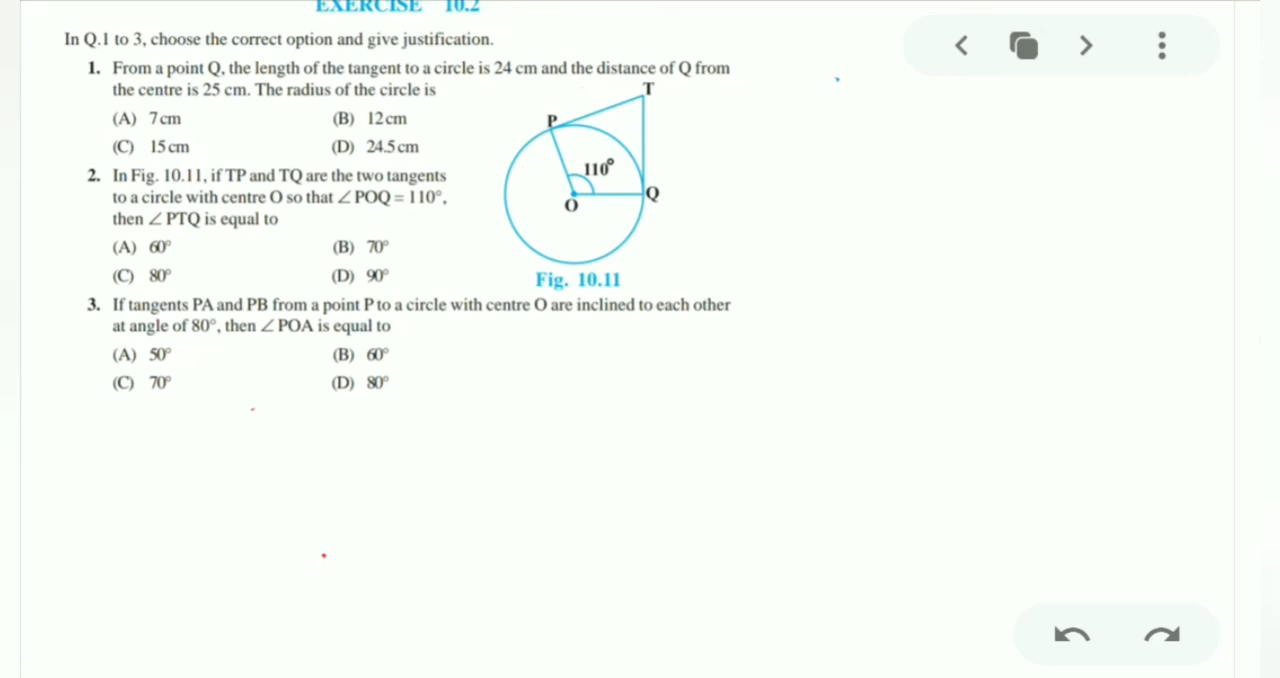 EXERCISE 10.2
In Q.1 to 3, choose the correct option and give justification.
1. From a point Q, the length of the tangent to a circle is 24 cm and the distance of Q from
the centre is 25 cm. The radius of the circle is
(A) 7 cm (B) 12 cm
(C) 15 cm (D) 24.5 cm
2. In Fig. 10.11, if TP and TQ are the two tangents
to a circle with centre O so that ∠POQ = 110°,
then ∠PTQ is equal to
(A) 60° (B) 70°
(C) 80° (D) 90°
T
P
110°
Q
O
Fig. 10.11
3. If tangents PA and PB from a point P to a circle with centre O are inclined to each other
at angle of 80°, then ∠POA is equal to
(A) 50° (B) 60°
(C) 70° (D) 80°